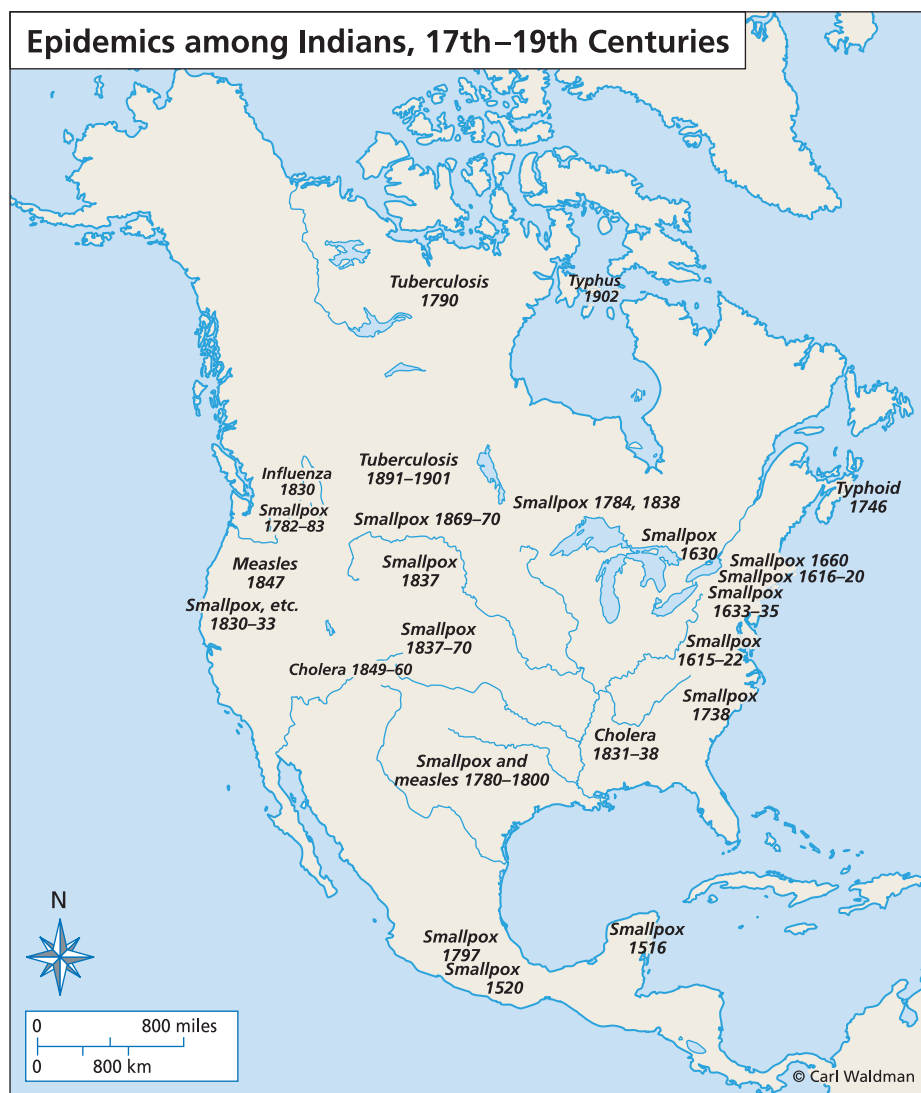 Epidemics among Indians, 17th–19th Centuries
Tuberculosis
1790
Typhus
1902
Tuberculosis
1891–1901
Influenza
1830
Smallpox
1782–83
Smallpox 1784, 1838
Typhoid
1746
Smallpox 1869–70
Smallpox
1630
Smallpox 1660
Smallpox 1616–20
Smallpox
1633–35
Measles
1847
Smallpox
1837
Smallpox, etc.
1830–33
Smallpox
1837–70
Smallpox
1615–22
Cholera 1849–60
Smallpox
1738
Cholera
1831–38
Smallpox and
measles 1780–1800
Smallpox
1797
Smallpox
1520
Smallpox
1516
N
0 800 miles
0 800 km
© Carl Waldman